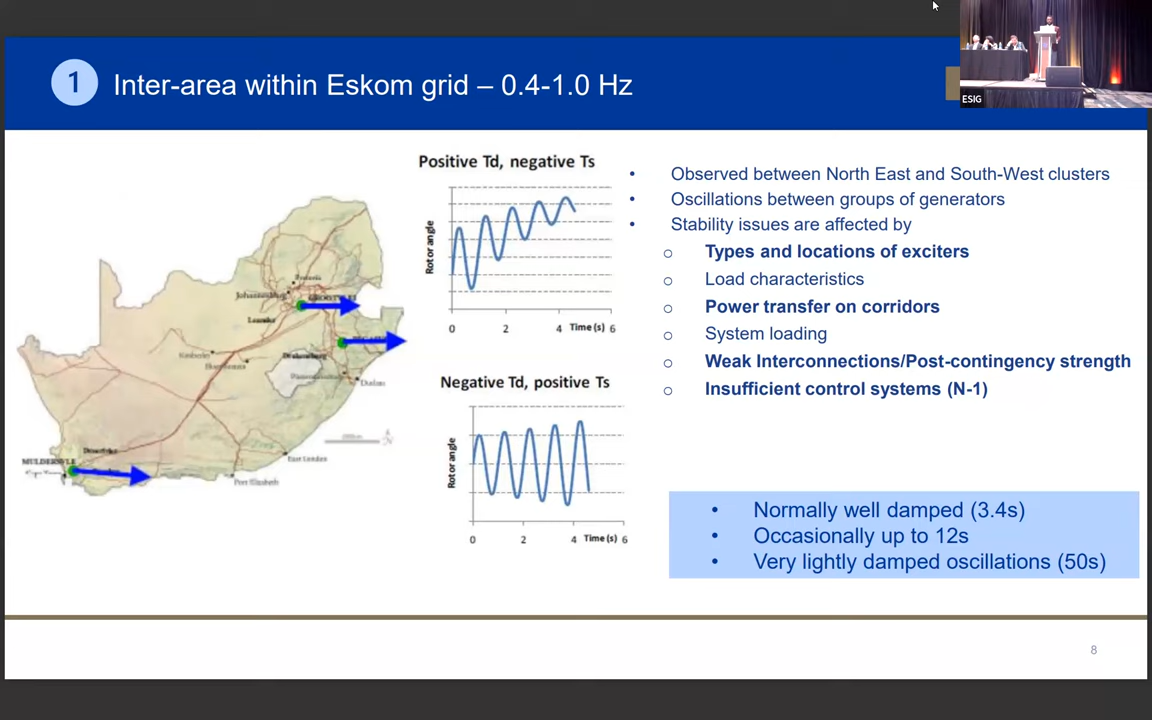 1 Inter-area within Eskom grid – 0.4-1.0 Hz
ESIG
Positive Td, negative Ts
Rotor angle
0 2 4 Time (s) 6
Negative Td, positive Ts
Rotor angle
0 2 4 Time (s) 6
Johannesburg
Durban
East London
Port Elizabeth
MULDERSVLEI
N
• Observed between North East and South-West clusters
• Oscillations between groups of generators
• Stability issues are affected by
o Types and locations of exciters
o Load characteristics
o Power transfer on corridors
o System loading
o Weak Interconnections/Post-contingency strength
o Insufficient control systems (N-1)
• Normally well damped (3.4s)
• Occasionally up to 12s
• Very lightly damped oscillations (50s)
8